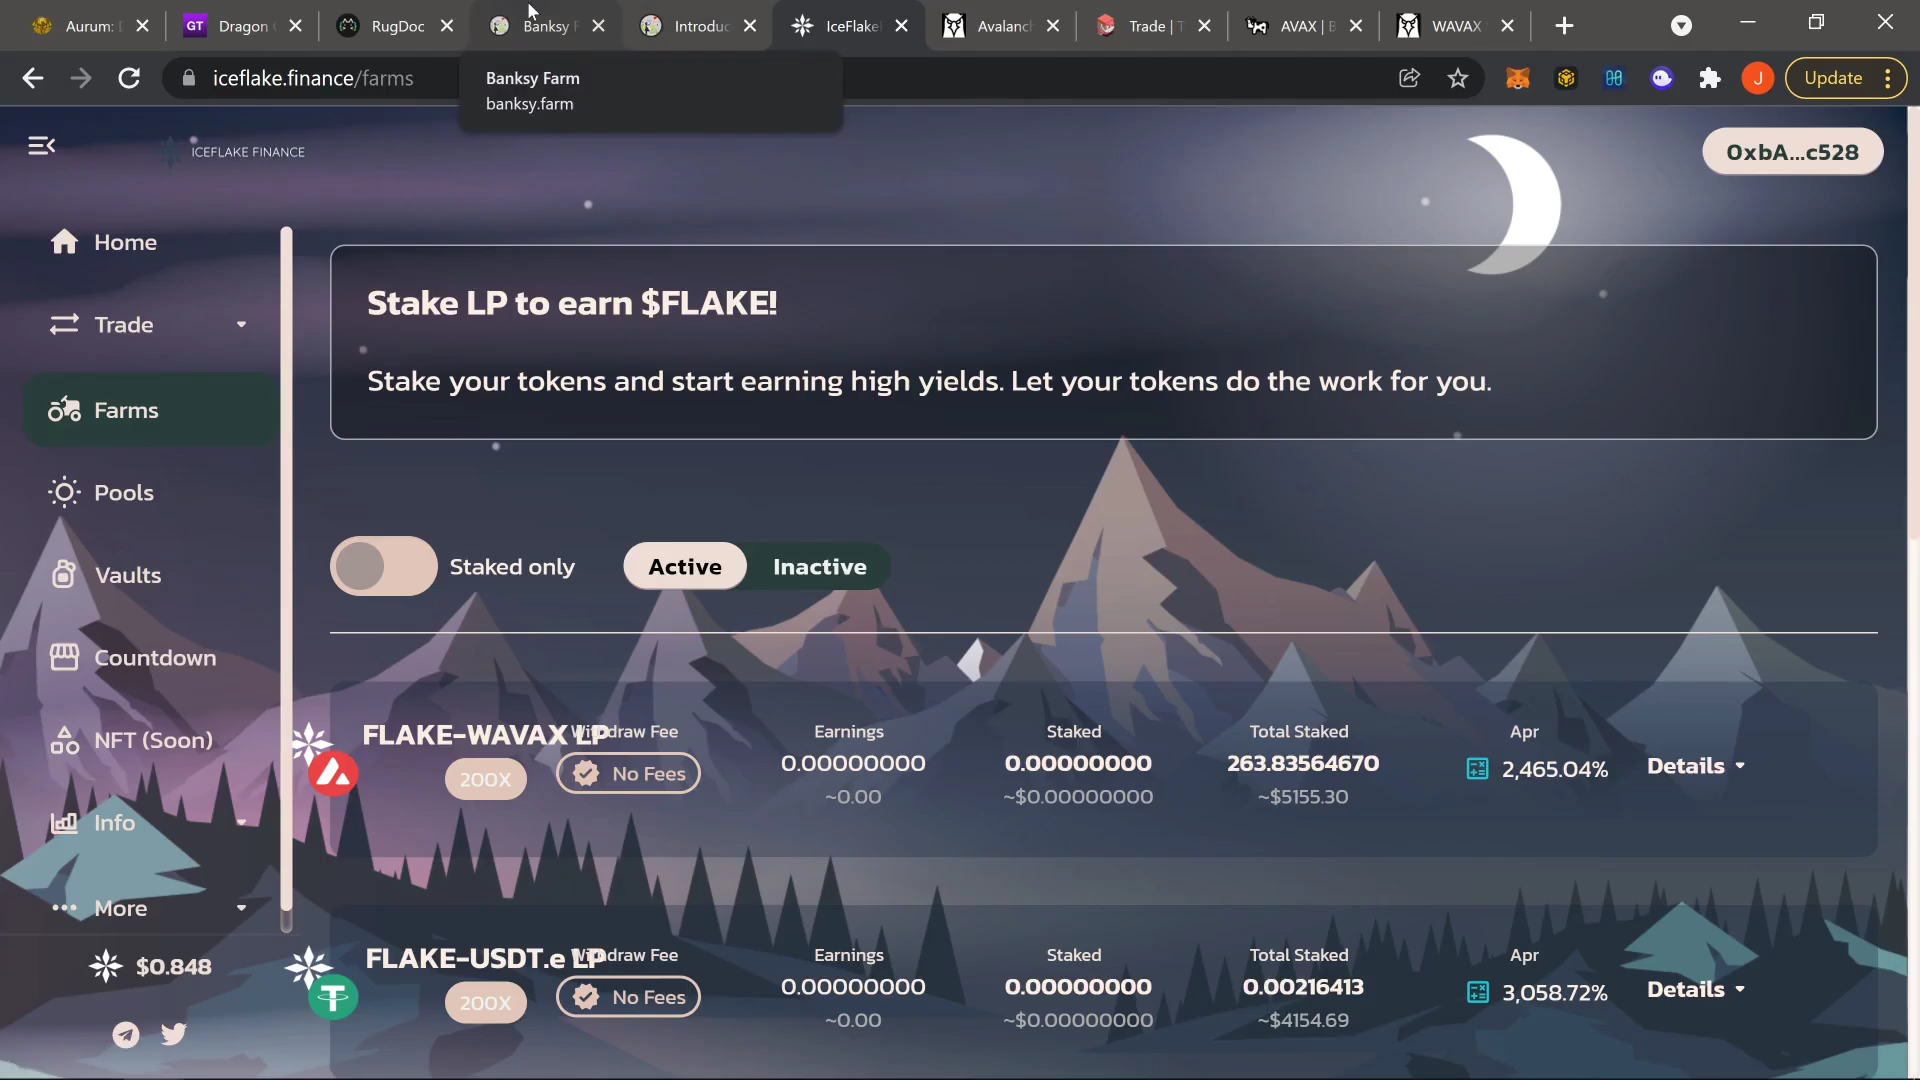 Aurum:
Dragon
RugDoc
Banksy F
Introduc
IceFlake
Avalanc
Trade | T
AVAX | B
WAVAX
iceflake.finance/farms
J
Update
Banksy Farm
banksy.farm
ICEFLAKE FINANCE
0xbA...c528
Home
Trade
Farms
Pools
Vaults
Countdown
NFT (Soon)
Info
More
$0.848
Stake LP to earn $FLAKE!
Stake your tokens and start earning high yields. Let your tokens do the work for you.
Staked only
Active
Inactive
FLAKE-WAVAX LP
200X
Withdraw Fee
No Fees
Earnings
0.00000000
~0.00
Staked
0.00000000
~$0.00000000
Total Staked
263.83564670
~$5155.30
Apr
2,465.04%
Details
FLAKE-USDT.e LP
200X
Withdraw Fee
No Fees
Earnings
0.00000000
~0.00
Staked
0.00000000
~$0.00000000
Total Staked
0.00216413
~$4154.69
Apr
3,058.72%
Details